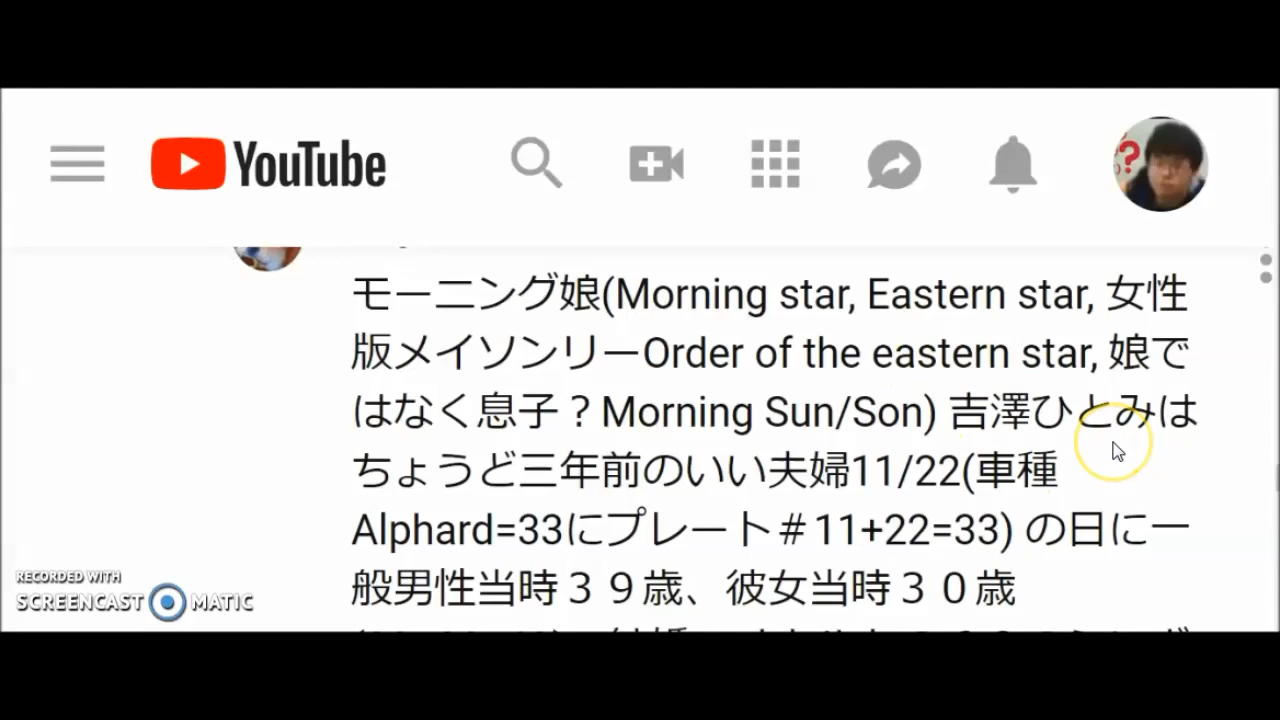 YouTube
??
モーニング娘(Morning star, Eastern star, 女性
版メイソンリーOrder of the eastern star, 娘で
はなく息子？Morning Sun/Son) 吉澤ひとみは
ちょうど三年前のいい夫婦11/22(車種
Alphard=33にプレート＃11+22=33) の日に一
般男性当時３９歳、彼女当時３０歳
RECORDED WITH
SCREENCAST MATIC